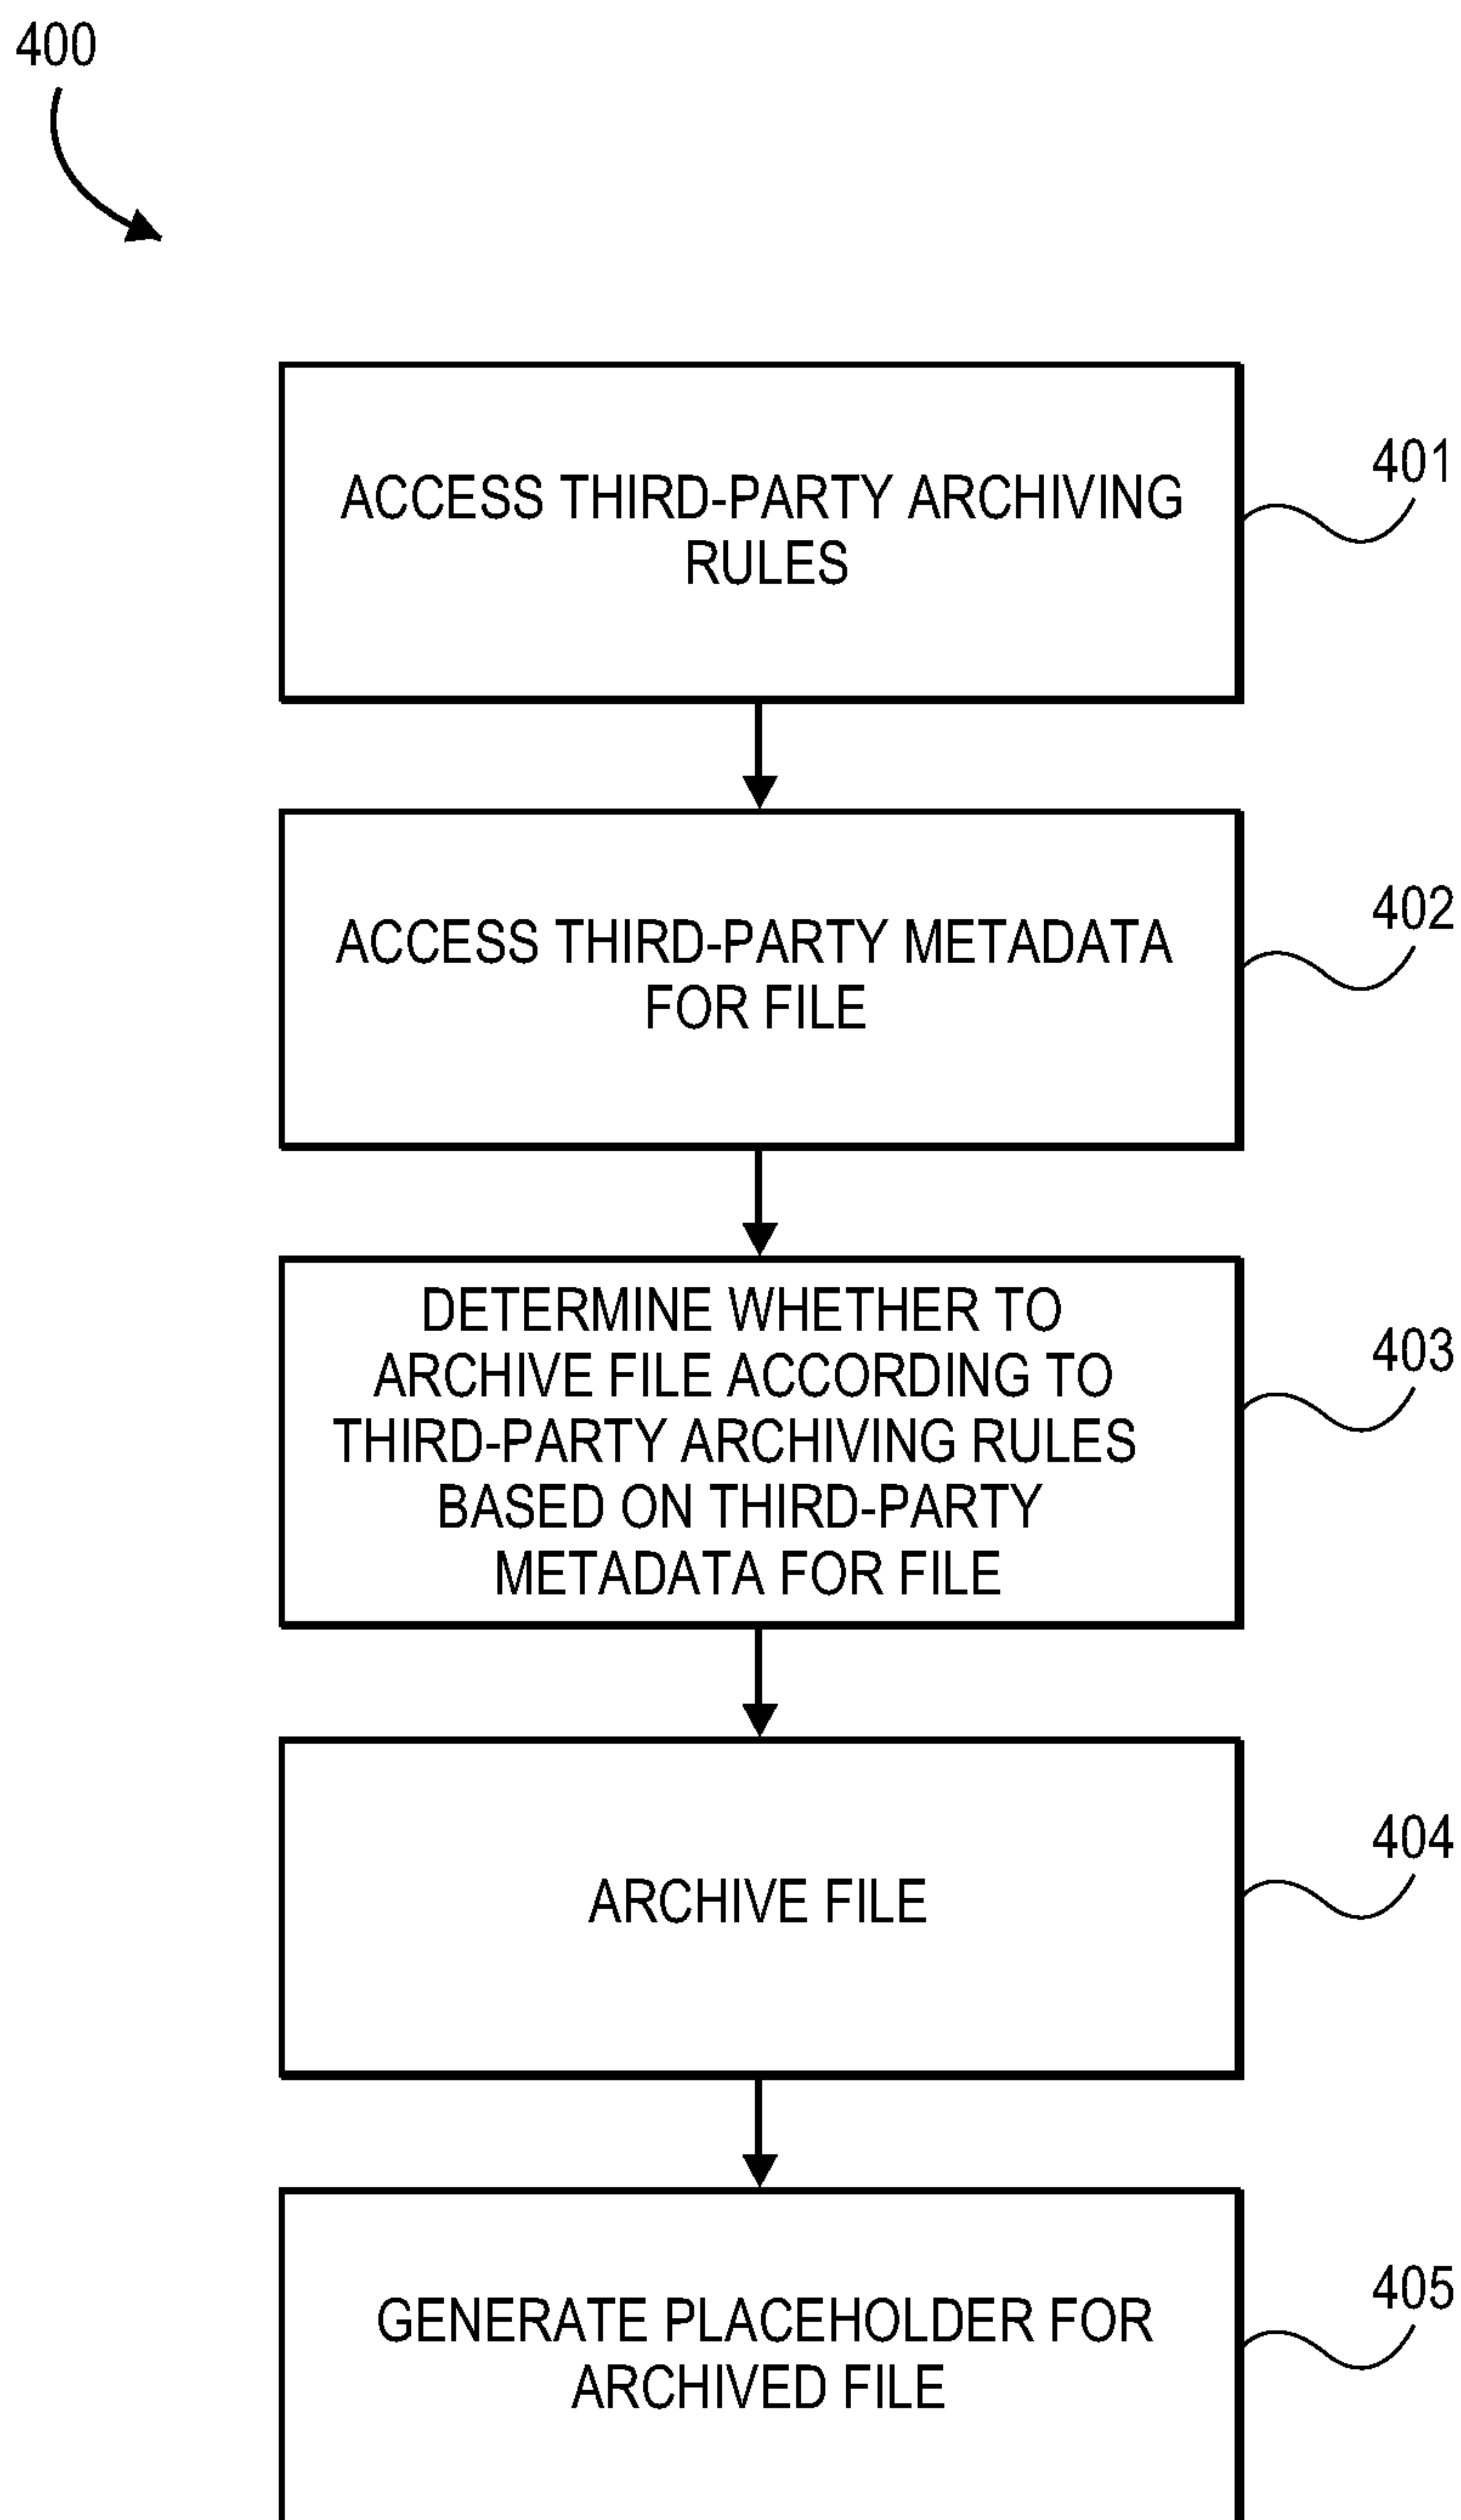 400
ACCESS THIRD-PARTY ARCHIVING
RULES
401
ACCESS THIRD-PARTY METADATA
FOR FILE
402
DETERMINE WHETHER TO
ARCHIVE FILE ACCORDING TO
THIRD-PARTY ARCHIVING RULES
BASED ON THIRD-PARTY
METADATA FOR FILE
403
ARCHIVE FILE
404
GENERATE PLACEHOLDER FOR
ARCHIVED FILE
405